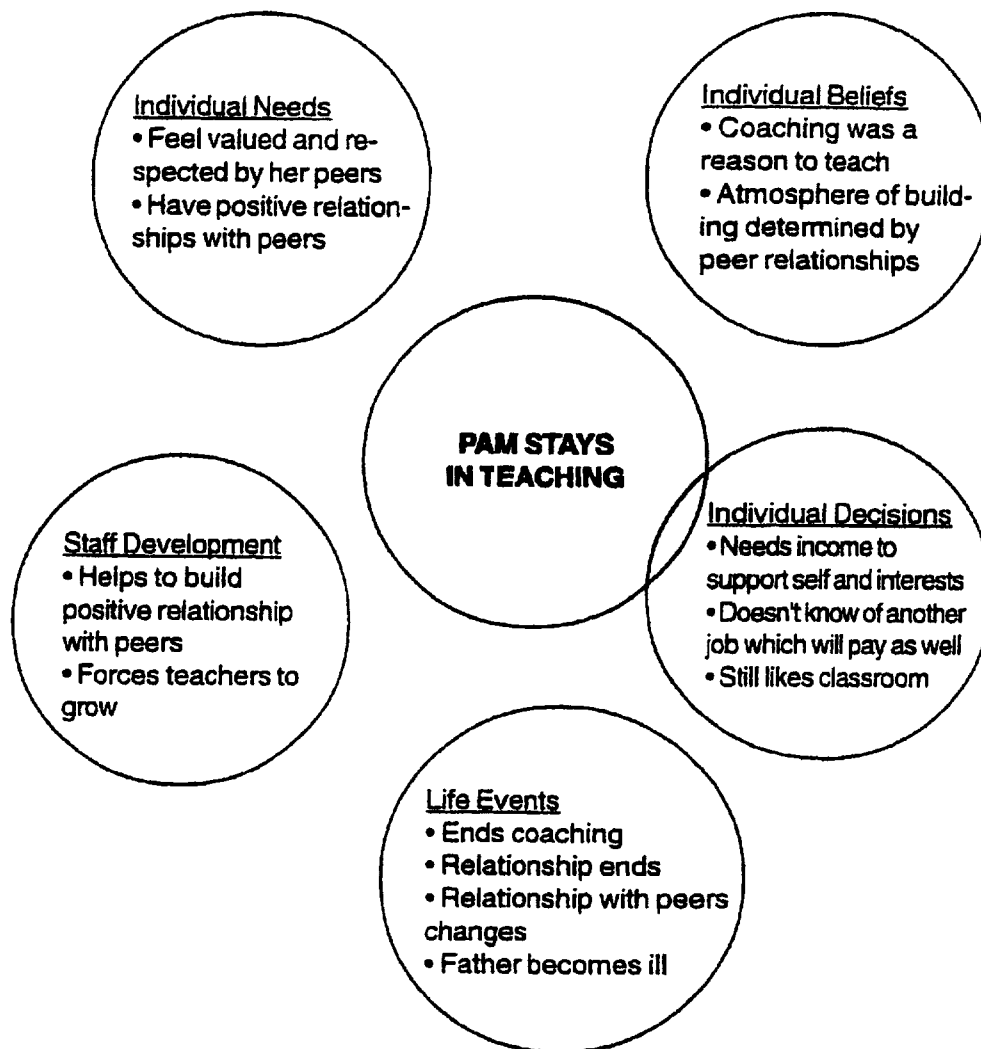 Individual Needs
• Feel valued and re-
spected by her peers
• Have positive relation-
ships with peers
Individual Beliefs
• Coaching was a
reason to teach
• Atmosphere of build-
ing determined by
peer relationships
PAM STAYS
IN TEACHING
Staff Development
• Helps to build
positive relationship
with peers
• Forces teachers to
grow
Individual Decisions
• Needs income to
support self and interests
• Doesn't know of another
job which will pay as well
• Still likes classroom
Life Events
• Ends coaching
• Relationship ends
• Relationship with peers
changes
• Father becomes ill